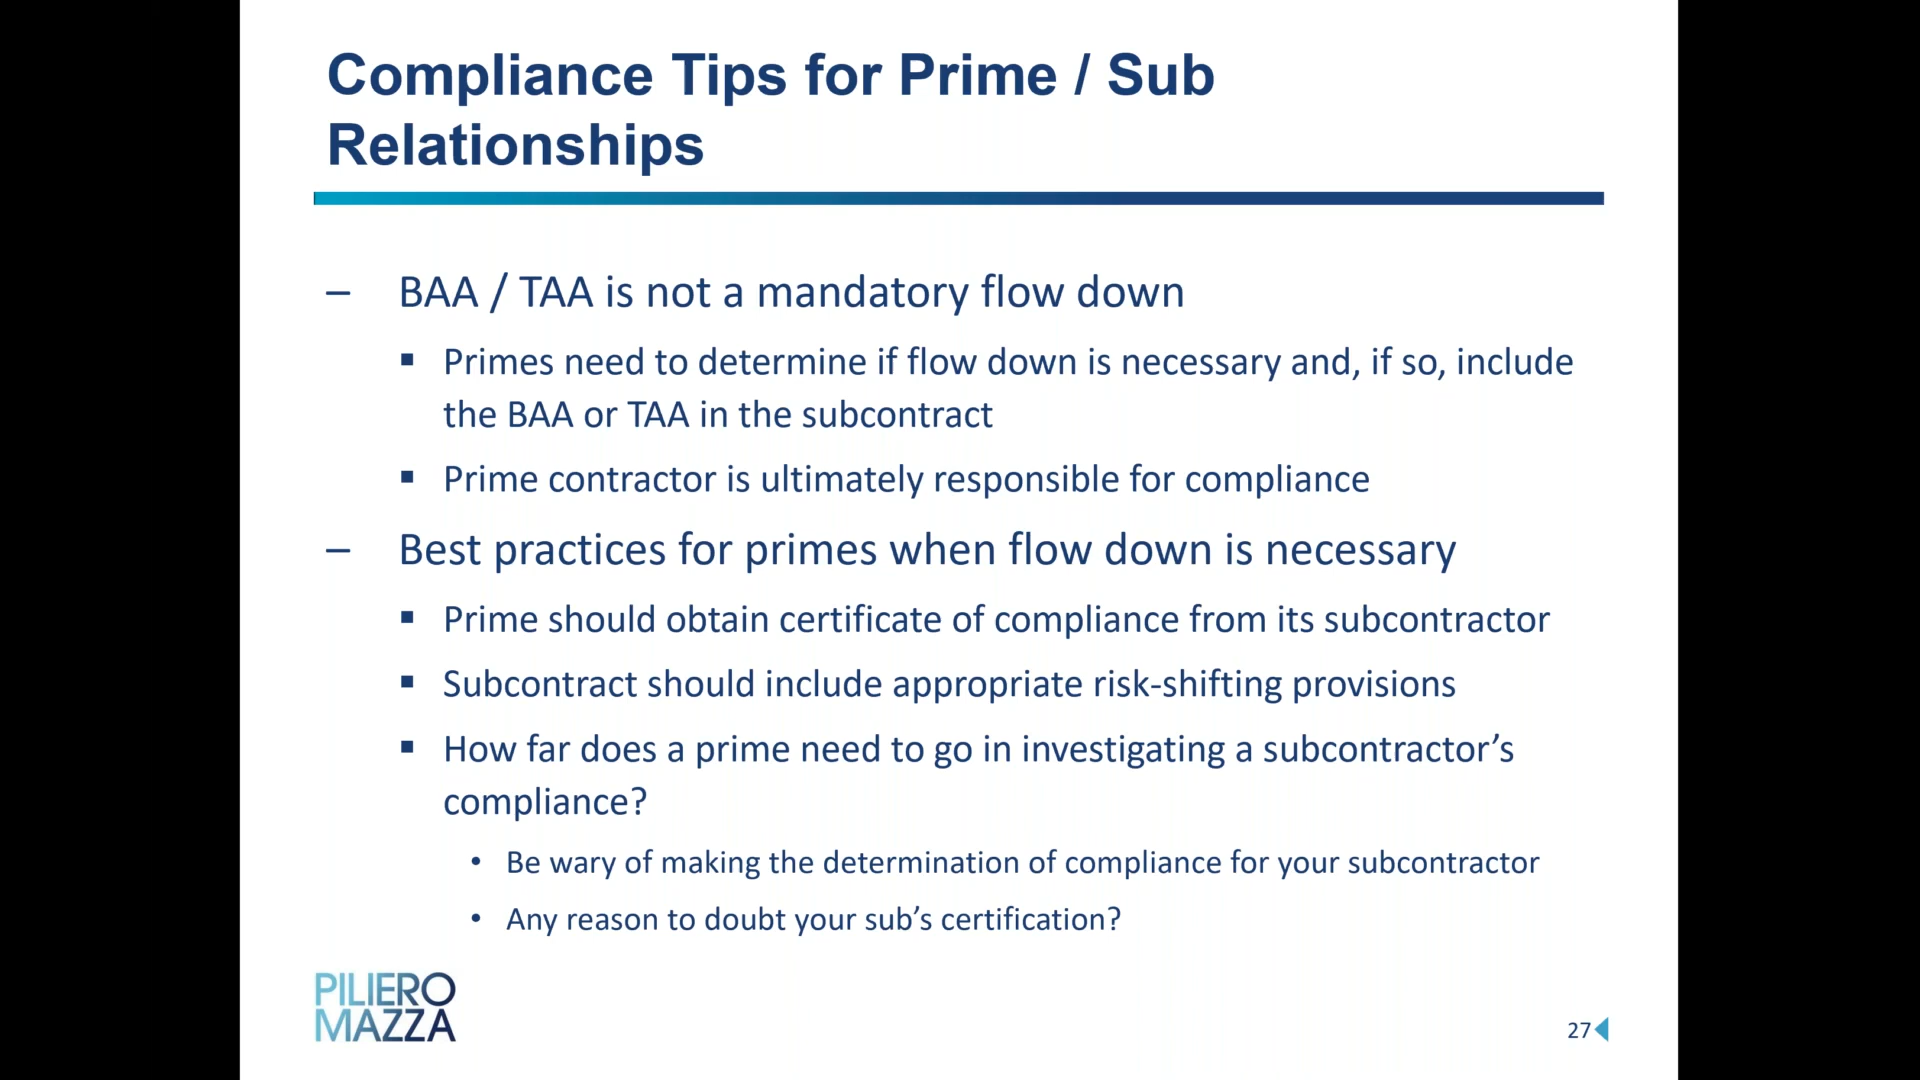 Compliance Tips for Prime / Sub
Relationships
– BAA / TAA is not a mandatory flow down
▪ Primes need to determine if flow down is necessary and, if so, include
the BAA or TAA in the subcontract
▪ Prime contractor is ultimately responsible for compliance
– Best practices for primes when flow down is necessary
▪ Prime should obtain certificate of compliance from its subcontractor
▪ Subcontract should include appropriate risk-shifting provisions
▪ How far does a prime need to go in investigating a subcontractor’s
compliance?
• Be wary of making the determination of compliance for your subcontractor
• Any reason to doubt your sub’s certification?
PILIERO
MAZZA
27